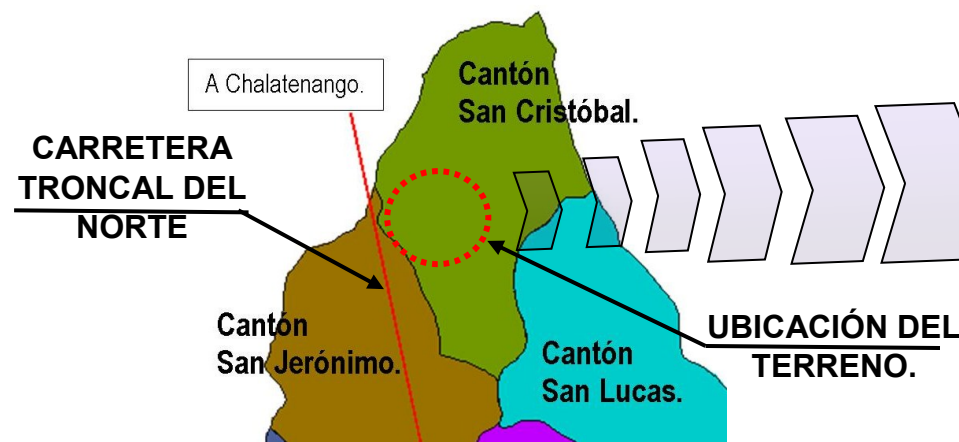 Cantón
San Cristóbal.
A Chalatenango.
CARRETERA
TRONCAL DEL
NORTE
Cantón
San Jerónimo.
Cantón
San Lucas.
UBICACIÓN DEL
TERRENO.